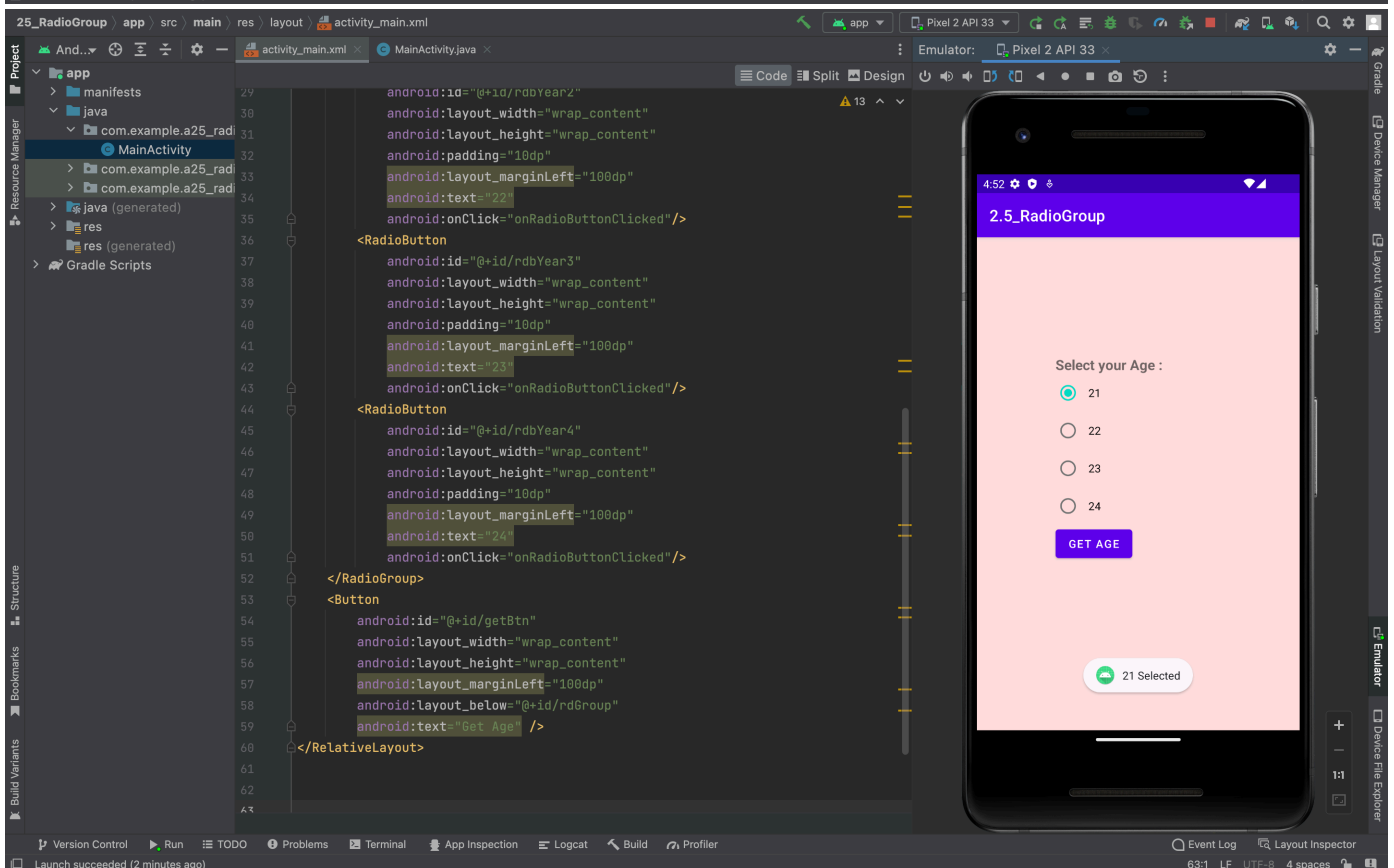 25_RadioGroup 〉 app 〉 src 〉 main 〉 res 〉 layout 〉 activity_main.xml
app
Pixel 2 API 33
And..
activity_main.xml
MainActivity.java
Emulator:
Pixel 2 API 33
Code
Split
Design
Project
Resource Manager
Structure
Bookmarks
Build Variants
app
manifests
java
com.example.a25_radi
MainActivity
com.example.a25_radi
com.example.a25_radi
java (generated)
res
res (generated)
Gradle Scripts
13
29 android:id="@+id/rdbYear2"
30 android:layout_width="wrap_content"
31 android:layout_height="wrap_content"
32 android:padding="10dp"
33 android:layout_marginLeft="100dp"
34 android:text="22"
35 android:onClick="onRadioButtonClicked"/>
36 <RadioButton
37 android:id="@+id/rdbYear3"
38 android:layout_width="wrap_content"
39 android:layout_height="wrap_content"
40 android:padding="10dp"
41 android:layout_marginLeft="100dp"
42 android:text="23"
43 android:onClick="onRadioButtonClicked"/>
44 <RadioButton
45 android:id="@+id/rdbYear4"
46 android:layout_width="wrap_content"
47 android:layout_height="wrap_content"
48 android:padding="10dp"
49 android:layout_marginLeft="100dp"
50 android:text="24"
51 android:onClick="onRadioButtonClicked"/>
52 </RadioGroup>
53 <Button
54 android:id="@+id/getBtn"
55 android:layout_width="wrap_content"
56 android:layout_height="wrap_content"
57 android:layout_marginLeft="100dp"
58 android:layout_below="@+id/rdGroup"
59 android:text="Get Age" />
60 </RelativeLayout>
61
62
63
4:52
2.5_RadioGroup
Select your Age :
21
22
23
24
GET AGE
21 Selected
1:1
Gradle
Device Manager
Layout Validation
Emulator
Device File Explorer
Version Control
Run
TODO
Problems
Terminal
App Inspection
Logcat
Build
Profiler
Event Log
Layout Inspector
Launch succeeded (2 minutes ago)
63:1 LF UTF-8 4 spaces